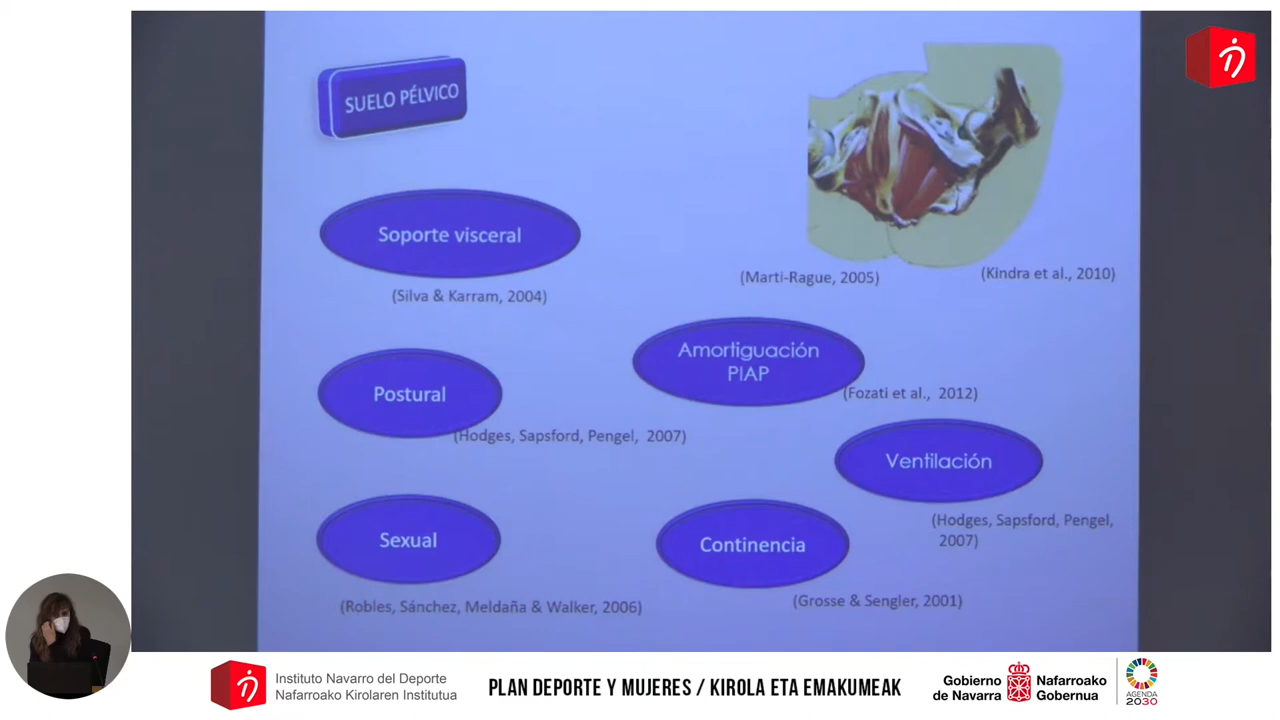 SUELO PÉLVICO
Soporte visceral
(Silva & Karram, 2004)
(Marti-Rague, 2005)
(Kindra et al., 2010)
Amortiguación
PIAP
(Fozati et al., 2012)
Postural
(Hodges, Sapsford, Pengel, 2007)
Ventilación
(Hodges, Sapsford, Pengel,
2007)
Sexual
(Robles, Sánchez, Meldaña & Walker, 2006)
Continencia
(Grosse & Sengler, 2001)
Instituto Navarro del Deporte
Nafarroako Kirolaren Institutua
PLAN DEPORTE Y MUJERES / KIROLA ETA EMAKUMEAK
Gobierno
de Navarra
Nafarroako
Gobernua
AGENDA
2030